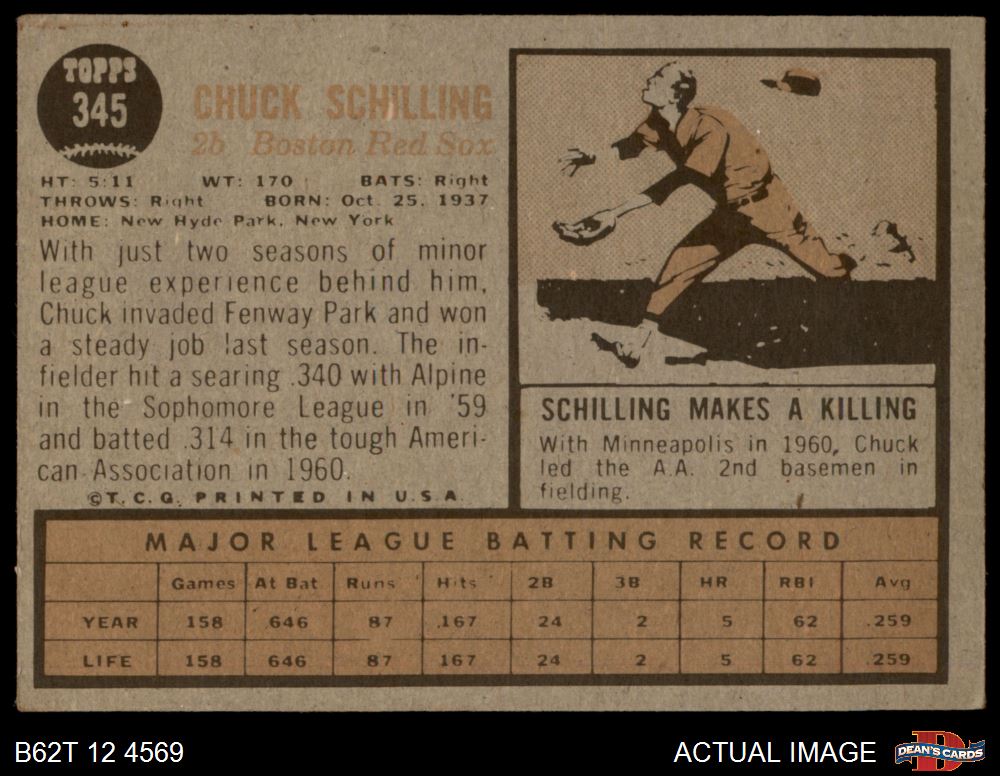 TOPPS
345
CHUCK SCHILLING
2b Boston Red Sox
HT: 5:11 WT: 170 BATS: Right
THROWS: Right BORN: Oct. 25, 1937
HOME: New Hyde Park, New York
With just two seasons of minor
league experience behind him,
Chuck invaded Fenway Park and won
a steady job last season. The in-
fielder hit a searing .340 with Alpine
in the Sophomore League in '59
and batted .314 in the tough Ameri-
can Association in 1960.
©T.C.G. PRINTED IN U.S.A.
SCHILLING MAKES A KILLING
With Minneapolis in 1960, Chuck
led the A.A. 2nd basemen in
fielding.
MAJOR LEAGUE BATTING RECORD
Games At Bat Runs Hits 2B 3B HR RBI Avg
YEAR 158 646 87 167 24 2 5 62 .259
LIFE 158 646 87 167 24 2 5 62 .259
B62T 12 4569
ACTUAL IMAGE
DEAN'S CARDS